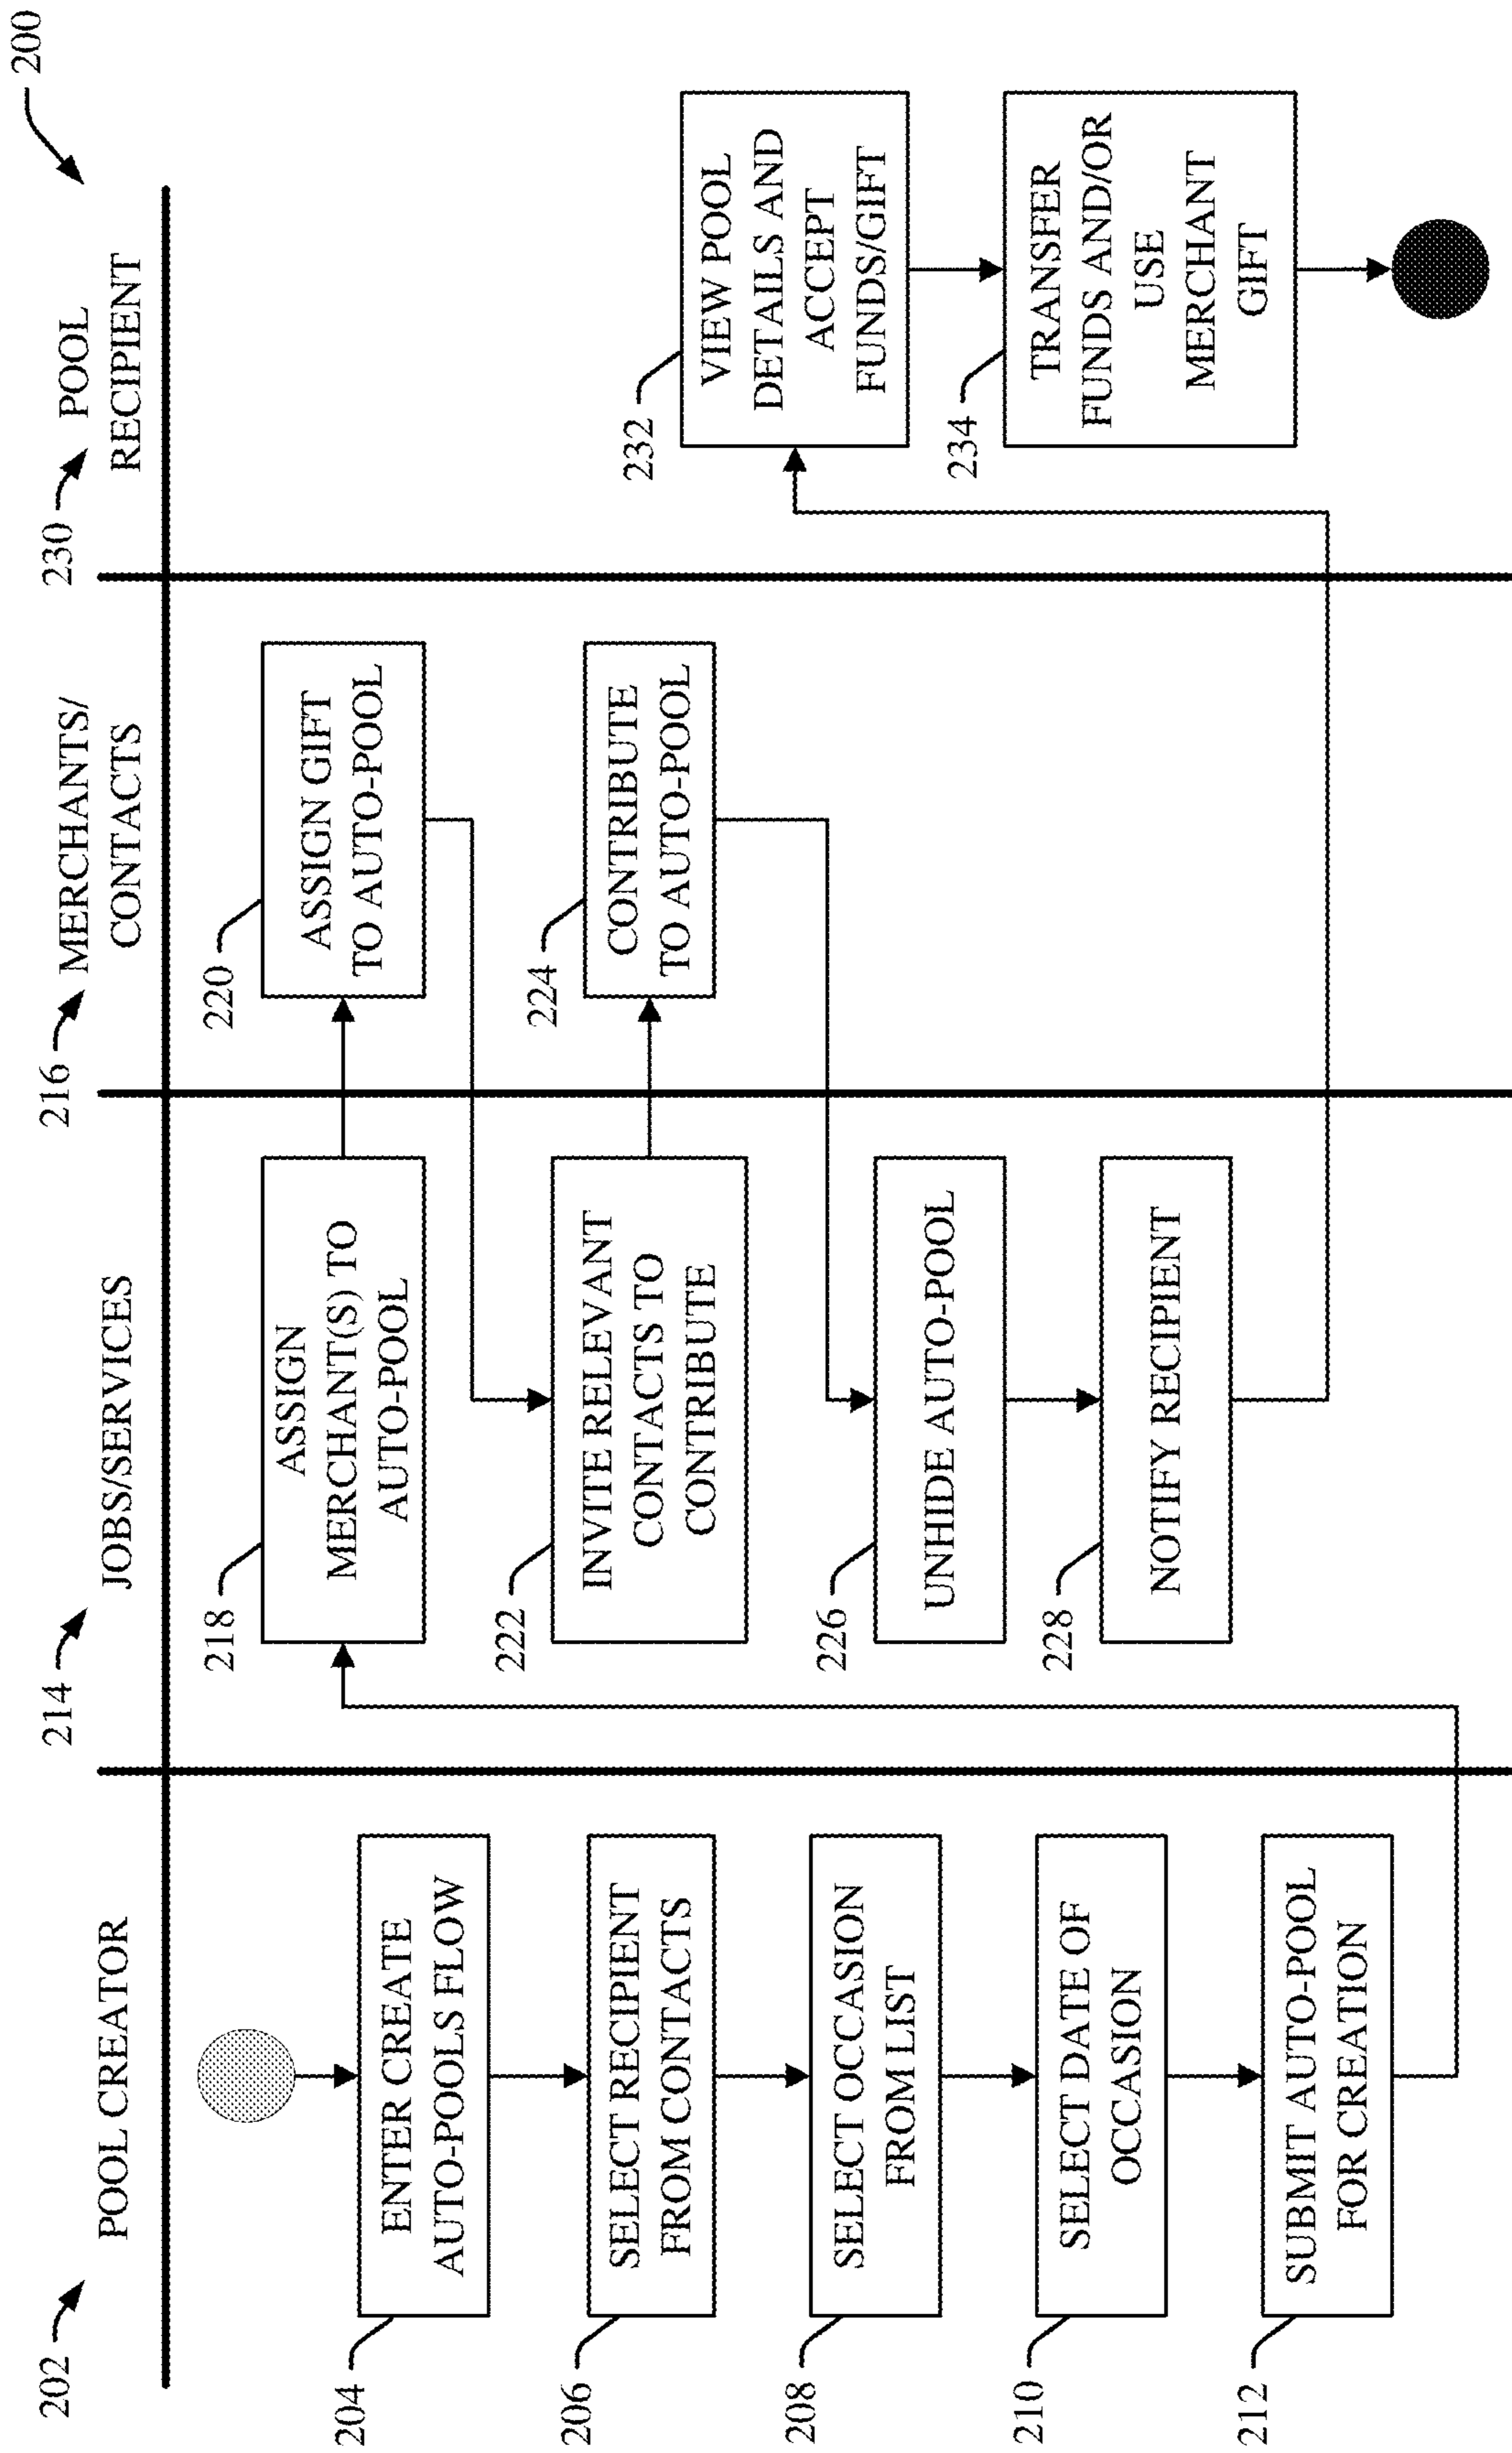 200
202
POOL CREATOR
214
JOBS/SERVICES
216
MERCHANTS/
CONTACTS
230
POOL
RECIPIENT
204
ENTER CREATE
AUTO-POOLS FLOW
206
SELECT RECIPIENT
FROM CONTACTS
208
SELECT OCCASION
FROM LIST
210
SELECT DATE OF
OCCASION
212
SUBMIT AUTO-POOL
FOR CREATION
218
ASSIGN
MERCHANT(S) TO
AUTO-POOL
220
ASSIGN GIFT
TO AUTO-POOL
222
INVITE RELEVANT
CONTACTS TO
CONTRIBUTE
224
CONTRIBUTE
TO AUTO-POOL
226
UNHIDE AUTO-POOL
228
NOTIFY RECIPIENT
232
VIEW POOL
DETAILS AND
ACCEPT
FUNDS/GIFT
234
TRANSFER
FUNDS AND/OR
USE
MERCHANT
GIFT